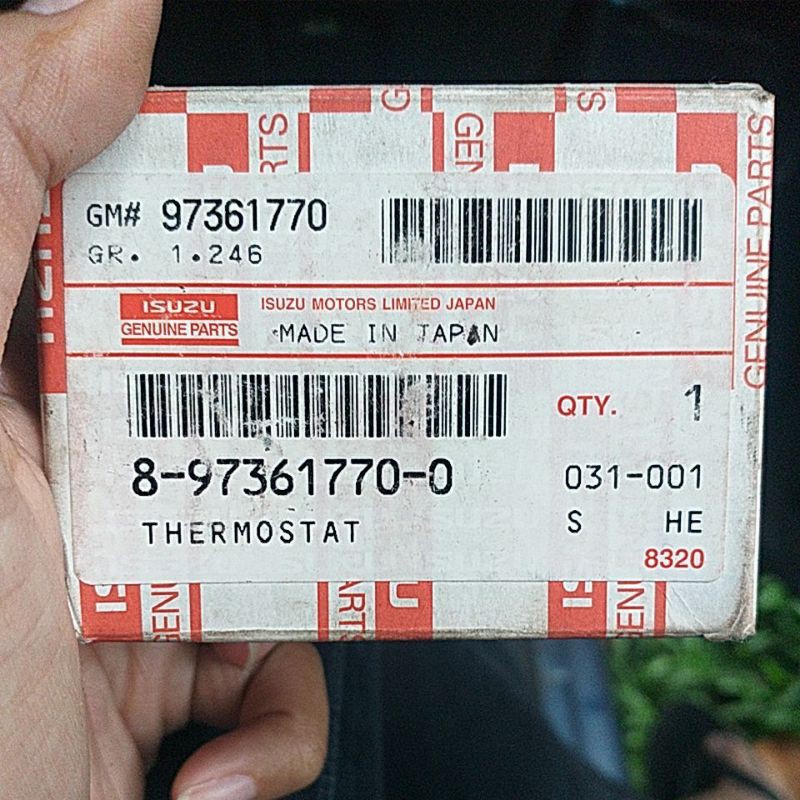 GENUINE PARTS
GM# 97361770
GR. 1.246
ISUZU
GENUINE PARTS
ISUZU MOTORS LIMITED JAPAN
MADE IN JAPAN
QTY. 1
8-97361770-0
031-001
THERMOSTAT
S HE
8320